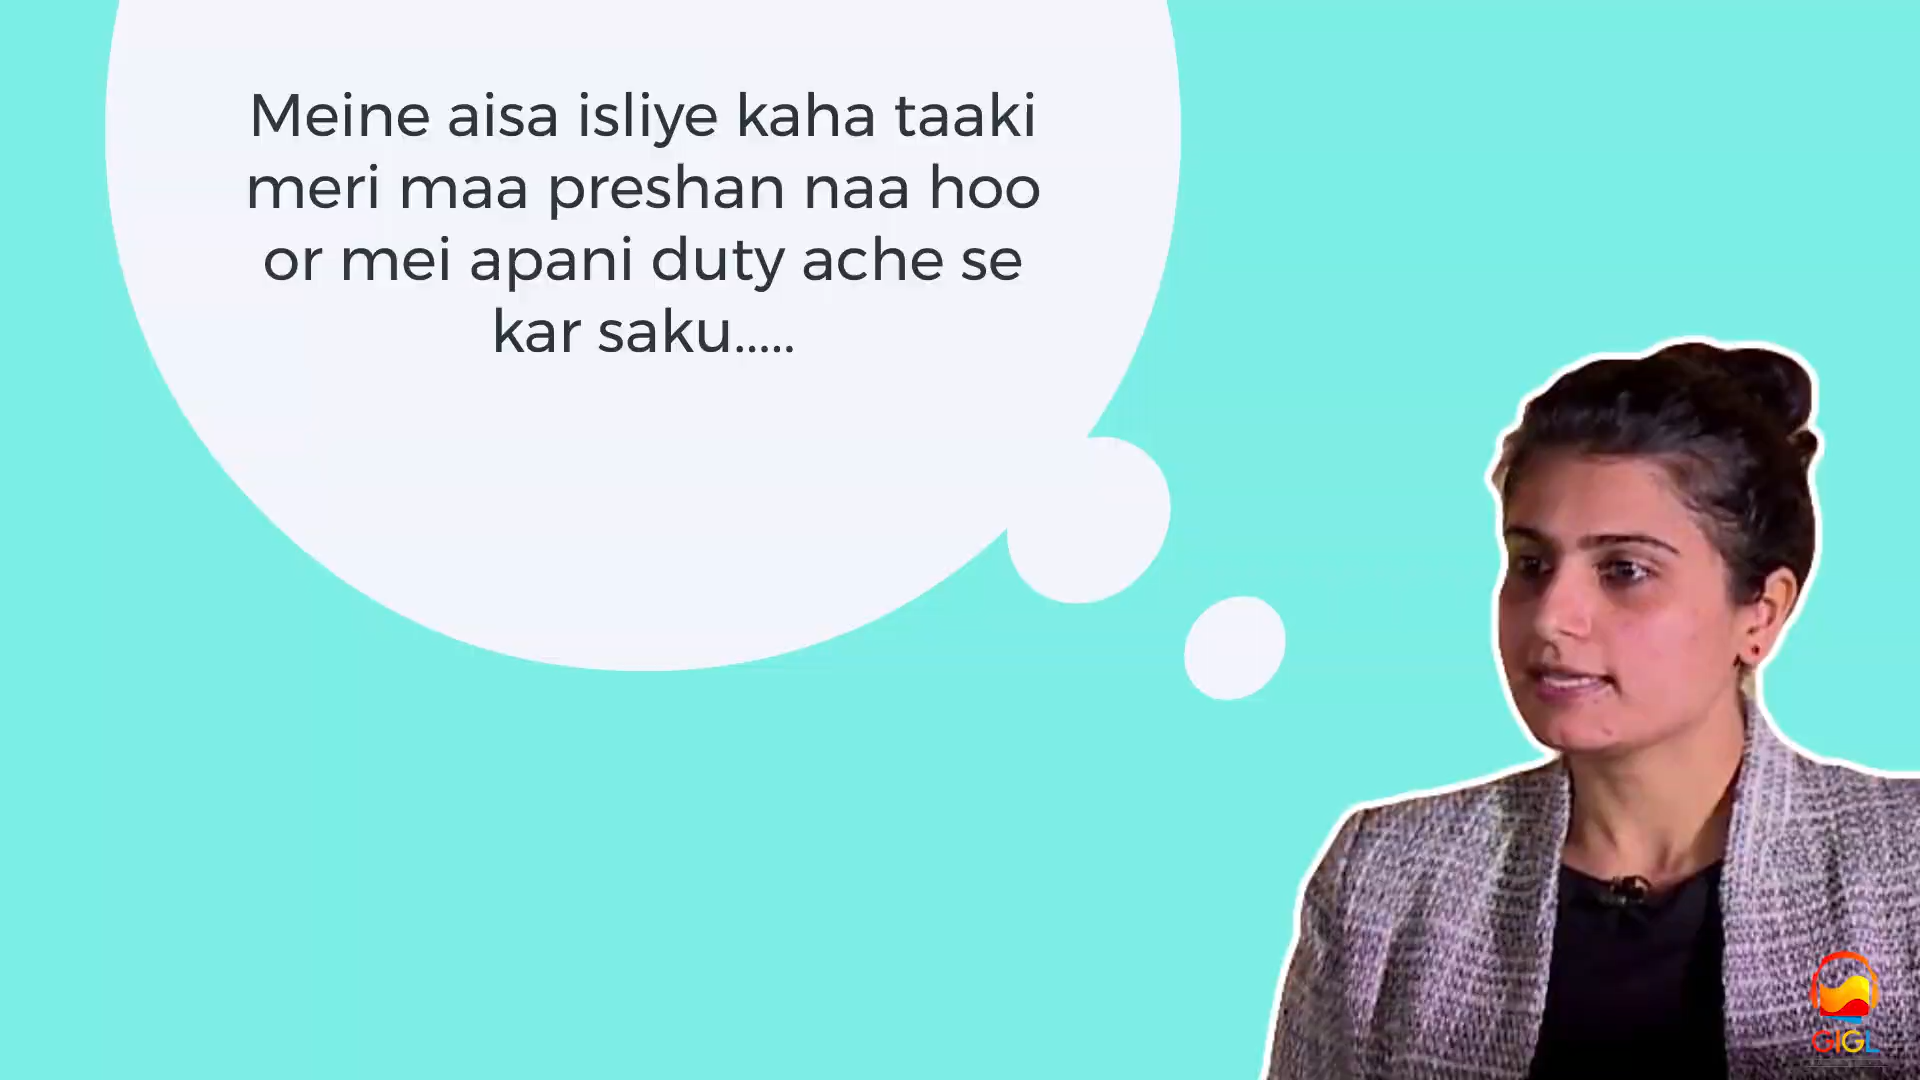 Meine aisa isliye kaha taaki
meri maa preshan naa hoo
or mei apani duty ache se
kar saku.....
GIGL